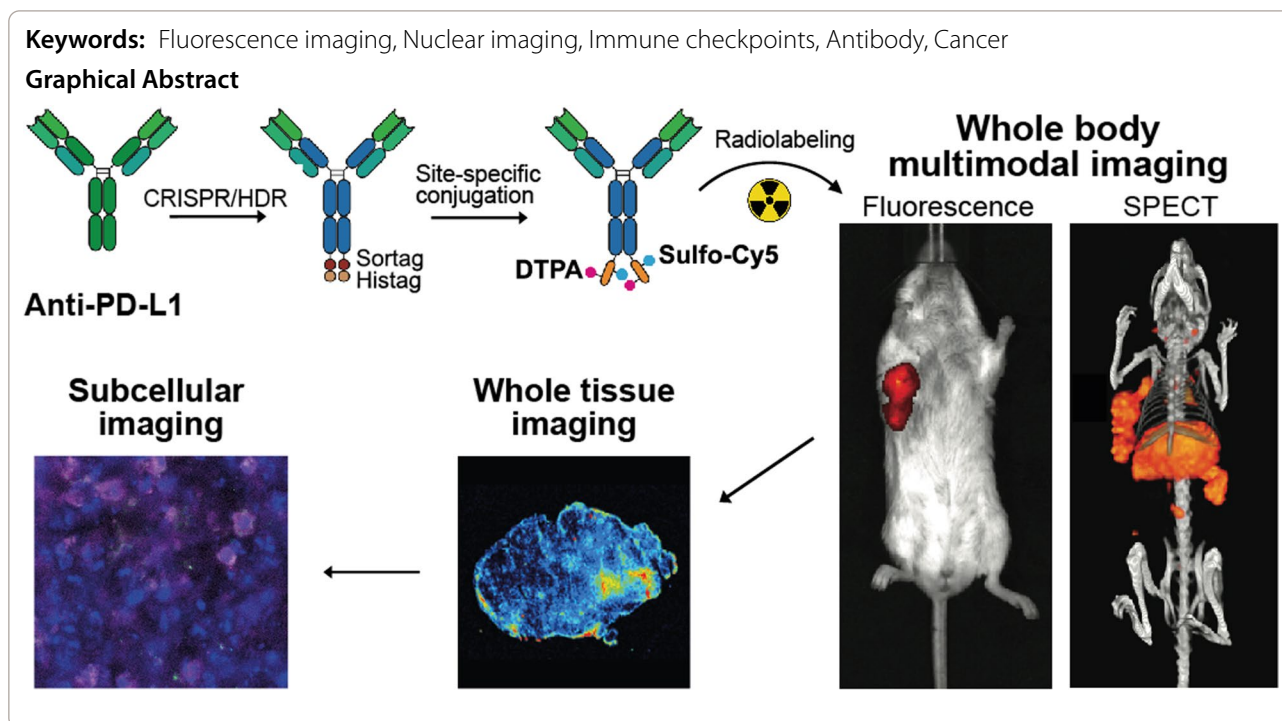 Keywords: Fluorescence imaging, Nuclear imaging, Immune checkpoints, Antibody, Cancer
Graphical Abstract
Anti-PD-L1
CRISPR/HDR
Sortag
Histag
Site-specific
conjugation
DTPA
Sulfo-Cy5
Radiolabeling
Whole body
multimodal imaging
Fluorescence
SPECT
Subcellular
imaging
Whole tissue
imaging